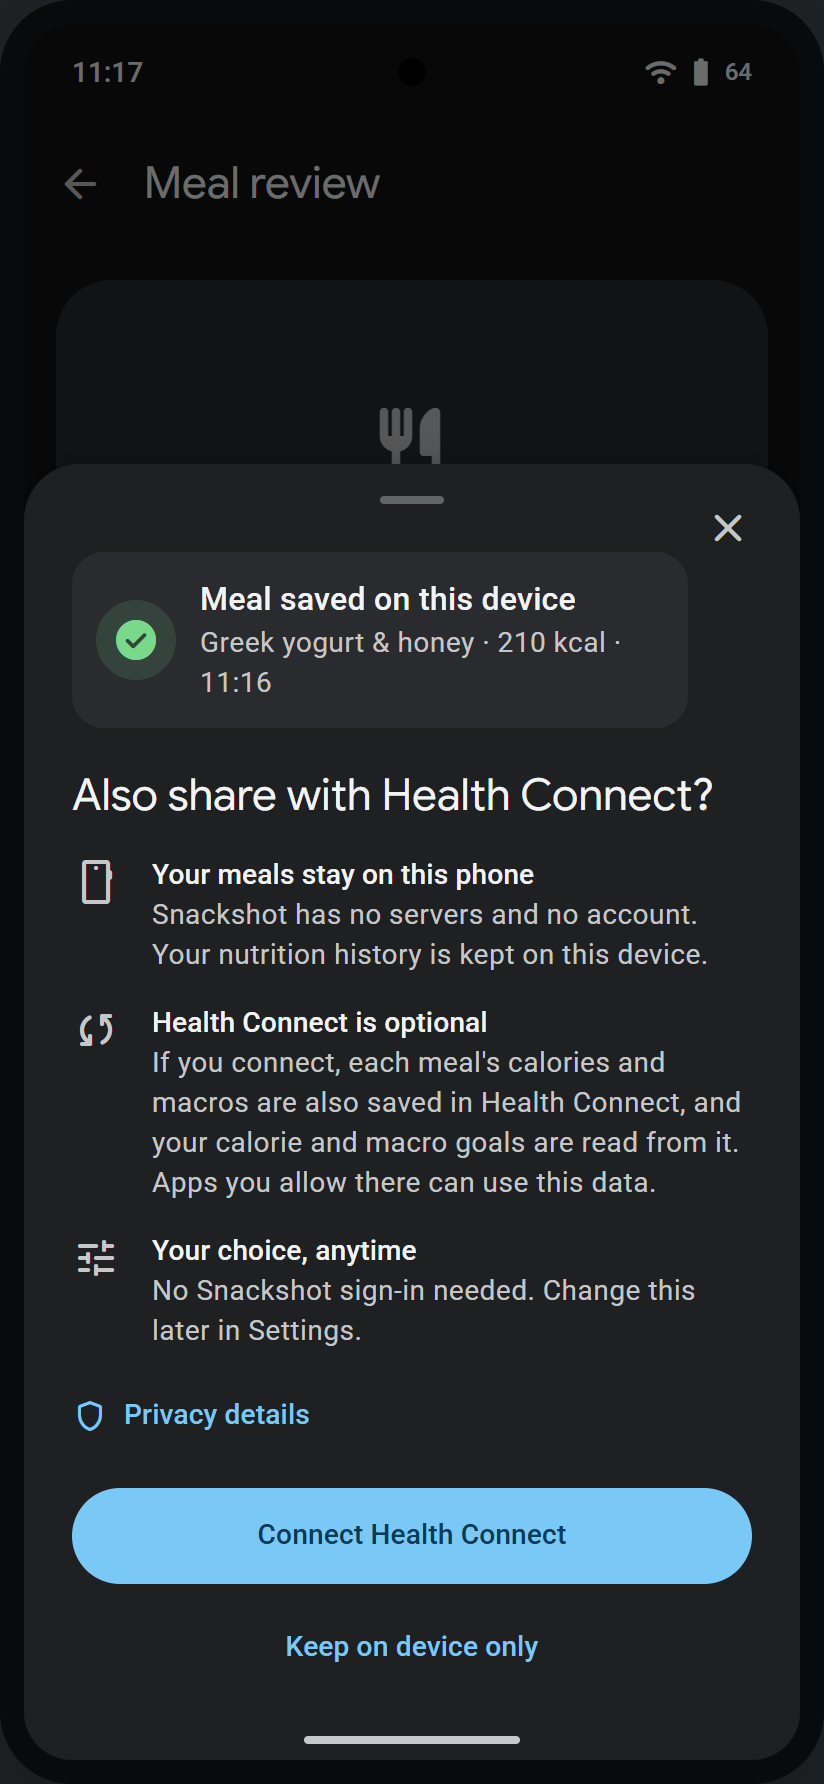 11:17
64
Meal review
Meal saved on this device
Greek yogurt & honey · 210 kcal ·
11:16
Also share with Health Connect?
Your meals stay on this phone
Snackshot has no servers and no account.
Your nutrition history is kept on this device.
Health Connect is optional
If you connect, each meal's calories and
macros are also saved in Health Connect, and
your calorie and macro goals are read from it.
Apps you allow there can use this data.
Your choice, anytime
No Snackshot sign-in needed. Change this
later in Settings.
Privacy details
Connect Health Connect
Keep on device only